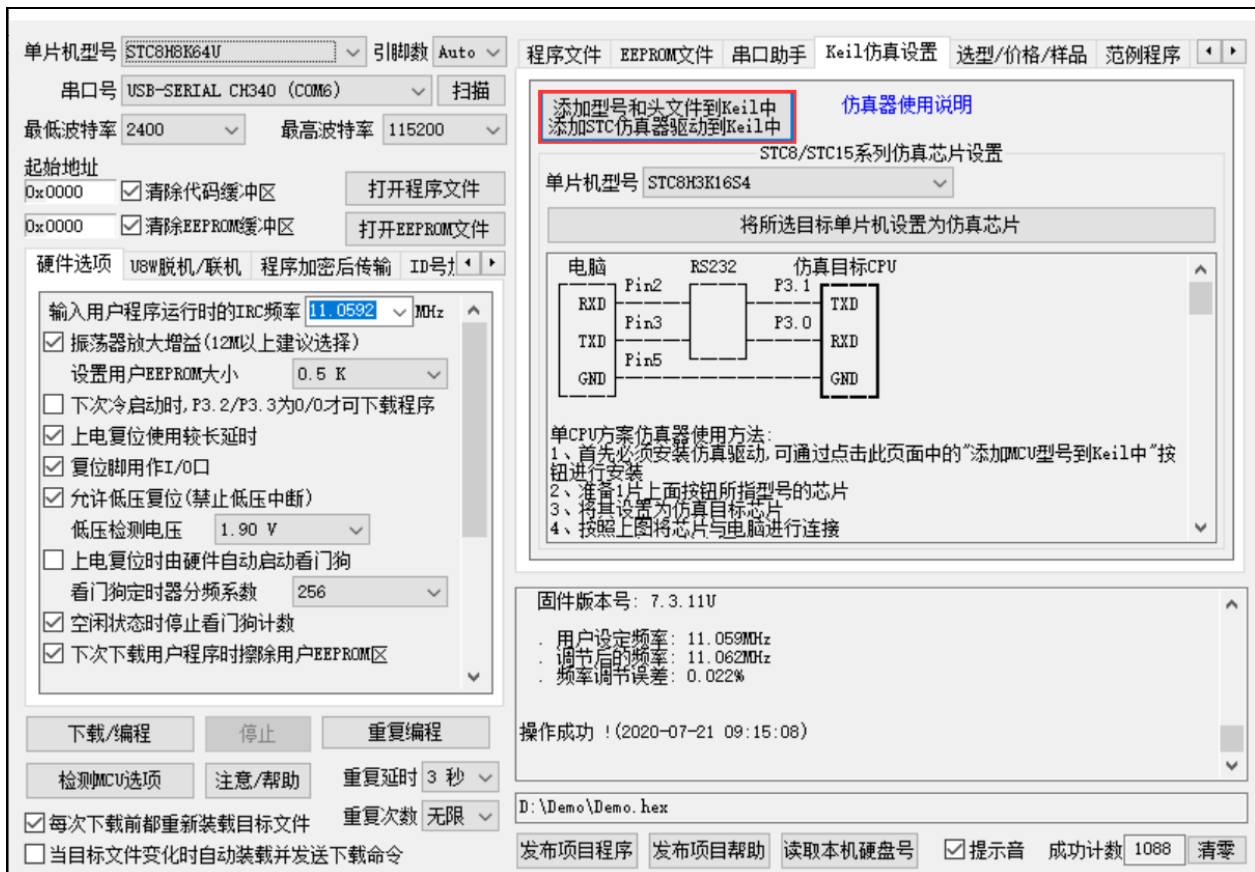 单片机型号 STC8H8K64U 引脚数 Auto
串口号 USB-SERIAL CH340 (COM6) 扫描
最低波特率 2400 最高波特率 115200
起始地址
0x0000 清除代码缓冲区 打开程序文件
0x0000 清除EEPROM缓冲区 打开EEPROM文件
硬件选项 U8W脱机/联机 程序加密后传输
输入用户程序运行时的IRC频率 11.0592 MHz
振荡器放大增益(12M以上建议选择)
设置用户EEPROM大小 0.5 K
下次冷启动时,P3.2/P3.3为0/0才可下载程序
上电复位使用较长延时
复位脚用作I/O口
允许低压复位(禁止低压中断)
低压检测电压 1.90 V
上电复位时由硬件自动启动看门狗
看门狗定时器分频系数 256
空闲状态时停止看门狗计数
下次下载用户程序时擦除用户EEPROM区
下载/编程 停止 重复编程
检测MCU选项 注意/帮助 重复延时 3 秒
每次下载前都重新装载目标文件 重复次数 无限
当目标文件变化时自动装载并发送下载命令
程序文件 EEPROM文件 串口助手 Keil仿真设置 选型/价格/样品 范例程序
添加型号和头文件到Keil中
添加STC仿真器驱动到Keil中
仿真器使用说明
STC8/STC15系列仿真芯片设置
单片机型号 STC8H3K16S4
将所选目标单片机设置为仿真芯片
电脑 RS232 仿真目标CPU
RXD Pin2 P3.1 TXD
TXD Pin3 P3.0 RXD
GND Pin5 GND
单CPU方案仿真器使用方法:
1、首先必须安装仿真驱动,可通过点击此页面中的"添加MCU型号到Keil中"按
钮进行安装
2、准备1片上面按钮所指型号的芯片
3、将其设置为仿真目标芯片
4、按照上图将芯片与电脑进行连接
固件版本号: 7.3.11U
. 用户设定频率: 11.059MHz
. 调节后的频率: 11.062MHz
. 频率调节误差: 0.022%
操作成功 !(2020-07-21 09:15:08)
D:\Demo\Demo.hex
发布项目程序 发布项目帮助 读取本机硬盘号 提示音 成功计数 1088 清零